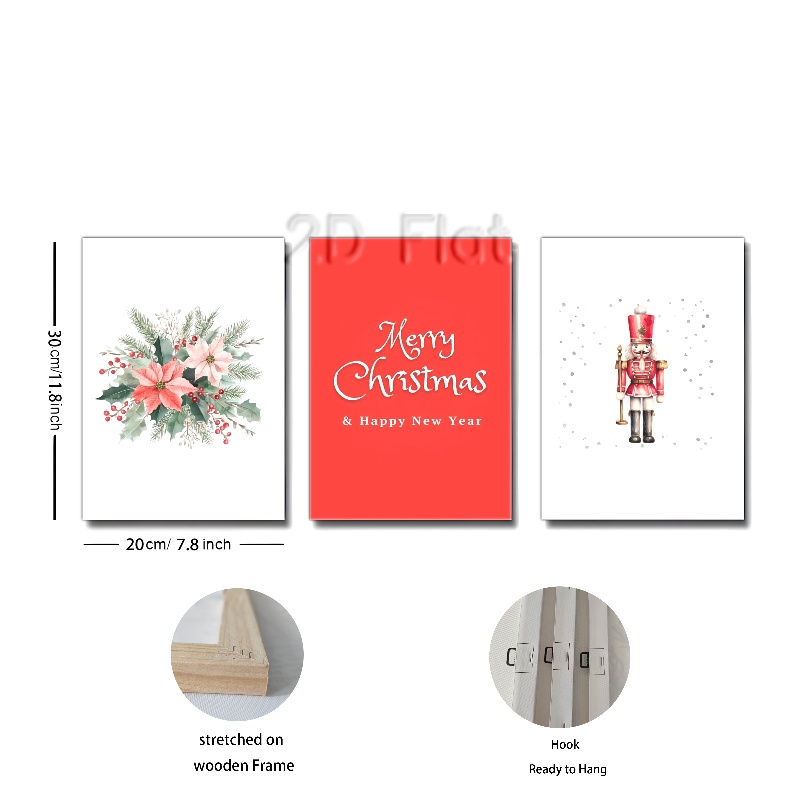 2D Flat
Merry
Christmas
& Happy New Year
30cm/11.8inch
20cm/ 7.8 inch
stretched on
wooden Frame
Hook
Ready to Hang